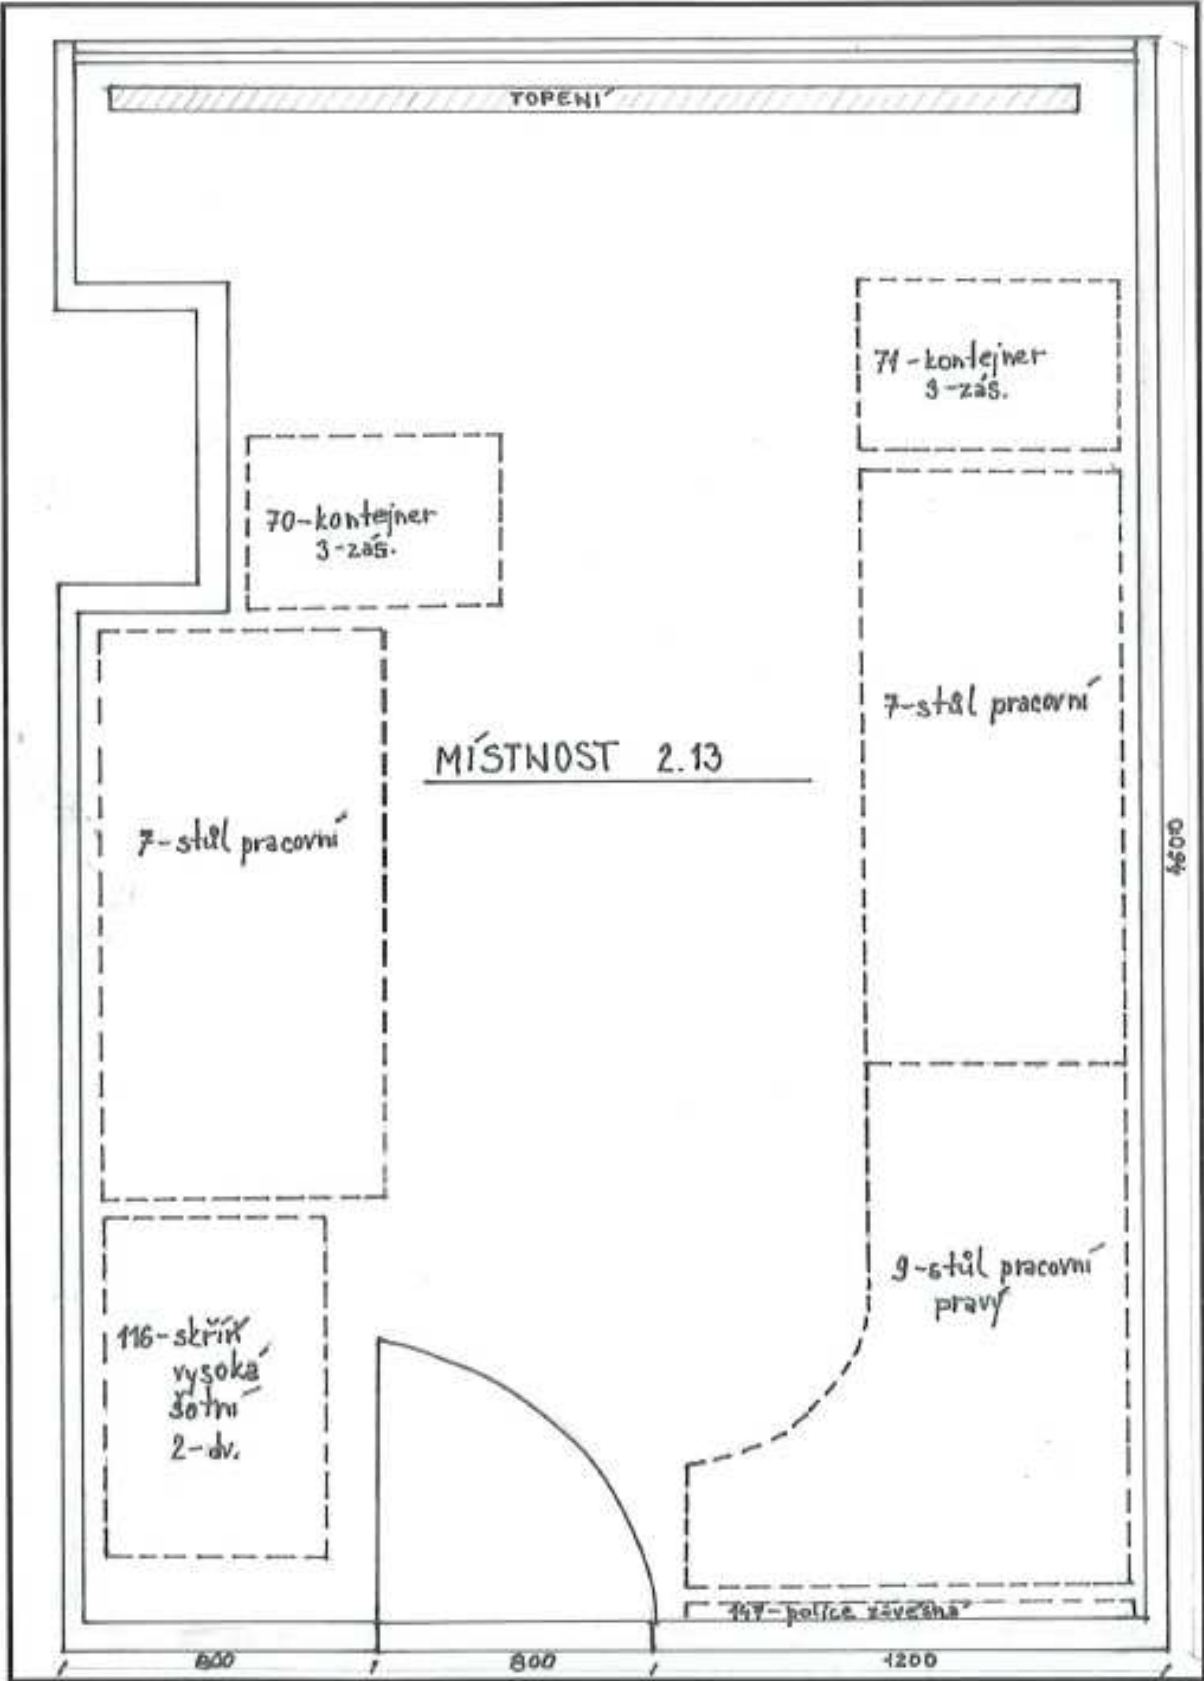 TOPENÍ
71-kontejner
3-zás.
70-kontejner
3-zás.
7-stůl pracovní
MÍSTNOST 2.13
7-stůl pracovní
4600
9-stůl pracovní
pravý
116-skříň
vysoká
šatní
2-dv.
147-police závěsná
800
800
1200